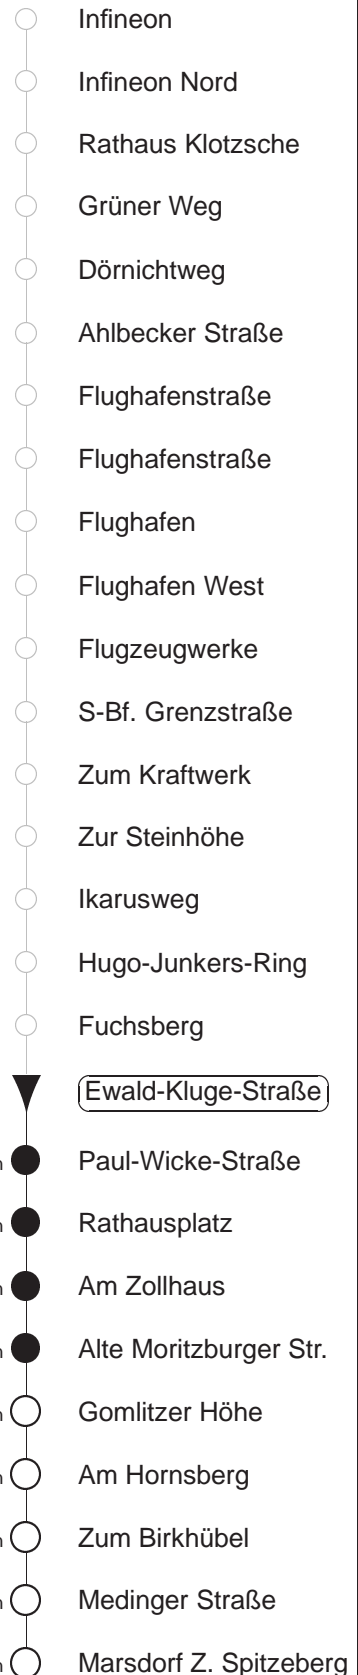 Infineon
Infineon Nord
Rathaus Klotzsche
Grüner Weg
Dörnichtweg
Ahlbecker Straße
Flughafenstraße
Flughafenstraße
Flughafen
Flughafen West
Flugzeugwerke
S-Bf. Grenzstraße
Zum Kraftwerk
Zur Steinhöhe
Ikarusweg
Hugo-Junkers-Ring
Fuchsberg
Ewald-Kluge-Straße
Paul-Wicke-Straße
Rathausplatz
Am Zollhaus
Alte Moritzburger Str.
Gomlitzer Höhe
Am Hornsberg
Zum Birkhübel
Medinger Straße
Marsdorf Z. Spitzeberg